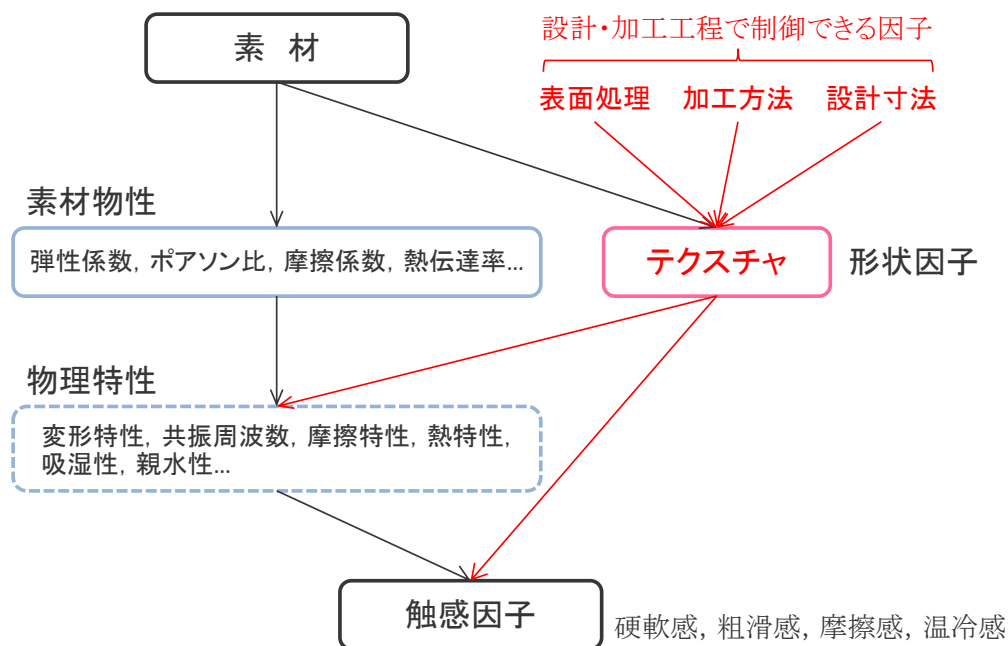 素 材
設計・加工工程で制御できる因子
表面処理 加工方法 設計寸法
素材物性
弾性係数, ポアソン比, 摩擦係数, 熱伝達率...
テクスチャ
形状因子
物理特性
変形特性, 共振周波数, 摩擦特性, 熱特性,
吸湿性, 親水性...
触感因子
硬軟感, 粗滑感, 摩擦感, 温冷感